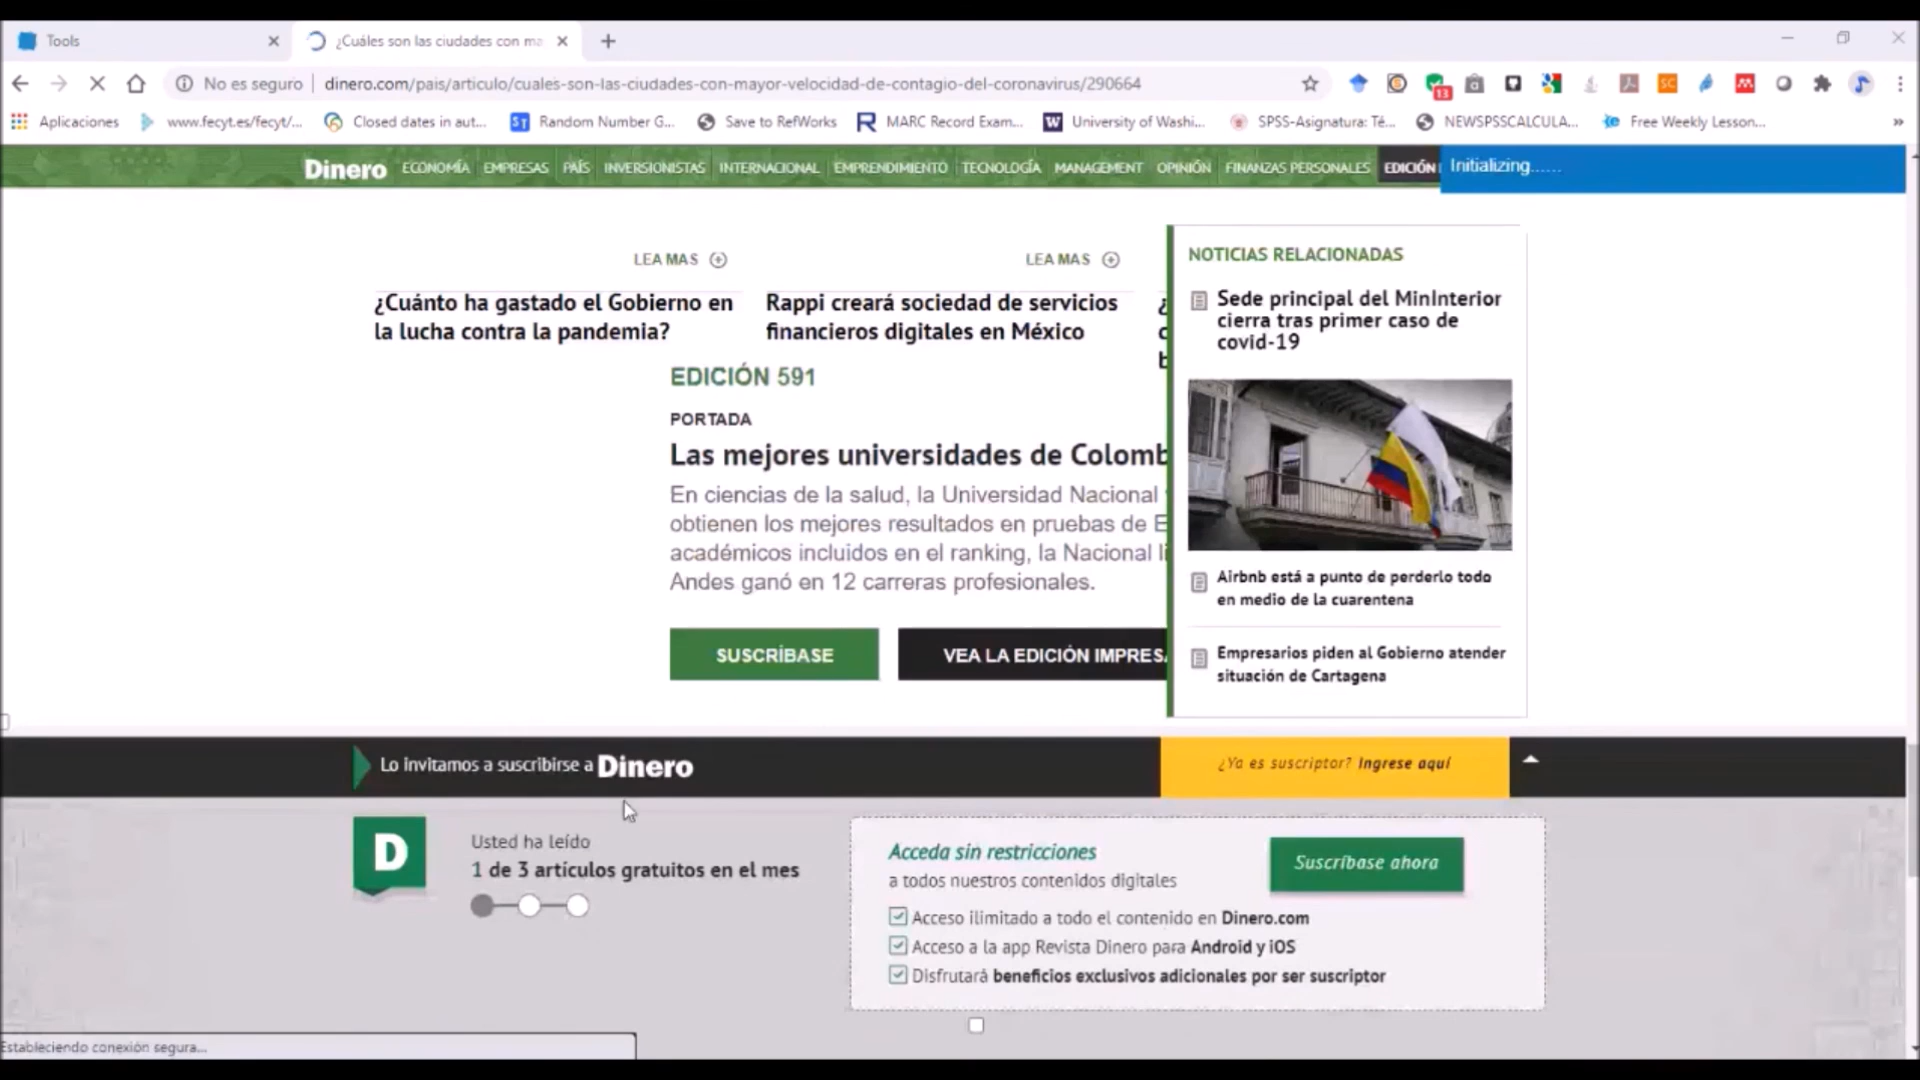 Tools
¿Cuáles son las ciudades con ma
No es seguro
dinero.com/pais/articulo/cuales-son-las-ciudades-con-mayor-velocidad-de-contagio-del-coronavirus/290664
13
SC
Aplicaciones
www.fecyt.es/fecyt/...
Closed dates in aut...
ST
Random Number G...
Save to RefWorks
R
MARC Record Exam...
W
University of Washi...
SPSS-Asignatura: Té...
NEWSPSSCALCULA...
Free Weekly Lesson...
»
Dinero
ECONOMÍA
EMPRESAS
PAÍS
INVERSIONISTAS
INTERNACIONAL
EMPRENDIMIENTO
TECNOLOGÍA
MANAGEMENT
OPINIÓN
FINANZAS PERSONALES
EDICIÓN
Initializing......
LEA MAS
LEA MAS
¿Cuánto ha gastado el Gobierno en
la lucha contra la pandemia?
Rappi creará sociedad de servicios
financieros digitales en México
EDICIÓN 591
PORTADA
Las mejores universidades de Colomb
En ciencias de la salud, la Universidad Nacional
obtienen los mejores resultados en pruebas de E
académicos incluidos en el ranking, la Nacional li
Andes ganó en 12 carreras profesionales.
SUSCRÍBASE
VEA LA EDICIÓN IMPRESA
NOTICIAS RELACIONADAS
Sede principal del MinInterior
cierra tras primer caso de
covid-19
Airbnb está a punto de perderlo todo
en medio de la cuarentena
Empresarios piden al Gobierno atender
situación de Cartagena
Lo invitamos a suscribirse a Dinero
¿Ya es suscriptor? Ingrese aquí
D
Usted ha leído
1 de 3 artículos gratuitos en el mes
Acceda sin restricciones
a todos nuestros contenidos digitales
Suscríbase ahora
Acceso ilimitado a todo el contenido en Dinero.com
Acceso a la app Revista Dinero para Android y iOS
Disfrutará beneficios exclusivos adicionales por ser suscriptor
Estableciendo conexión segura...